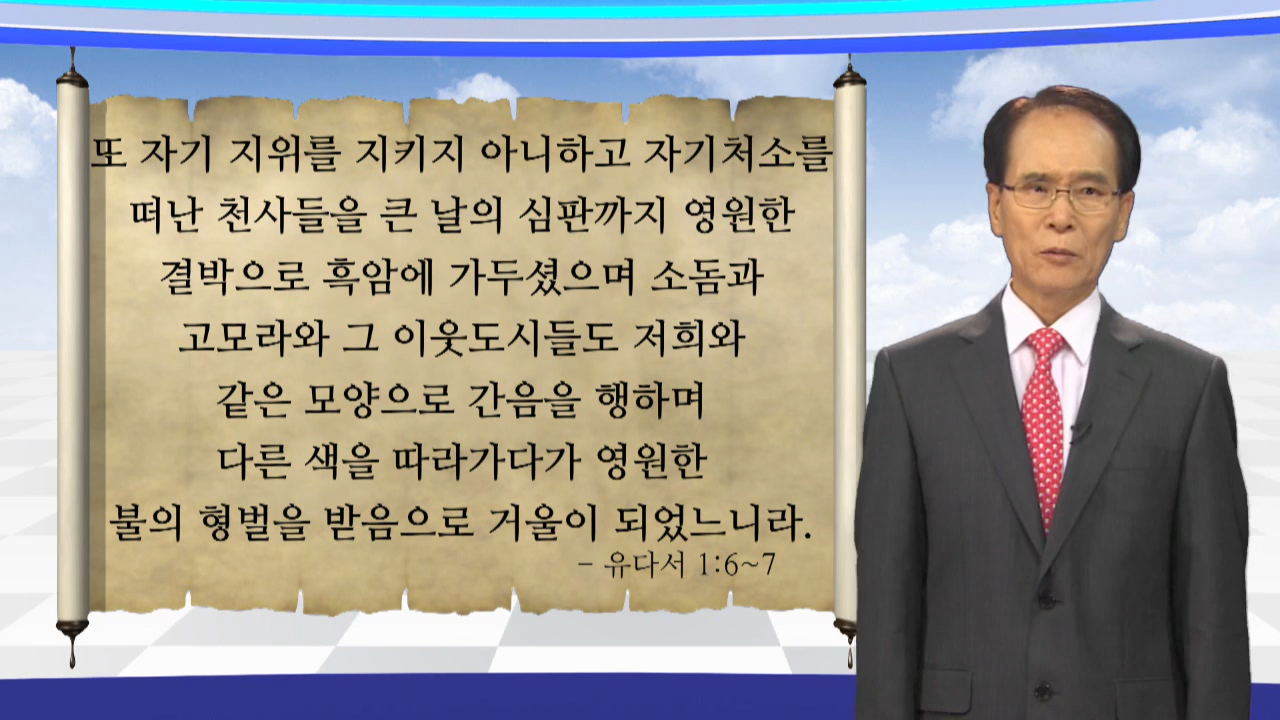 또 자기 지위를 지키지 아니하고 자기처소를
떠난 천사들을 큰 날의 심판까지 영원한
결박으로 흑암에 가두셨으며 소돔과
고모라와 그 이웃도시들도 저희와
같은 모양으로 간음을 행하며
다른 색을 따라가다가 영원한
불의 형벌을 받음으로 거울이 되었느니라.
- 유다서 1:6~7